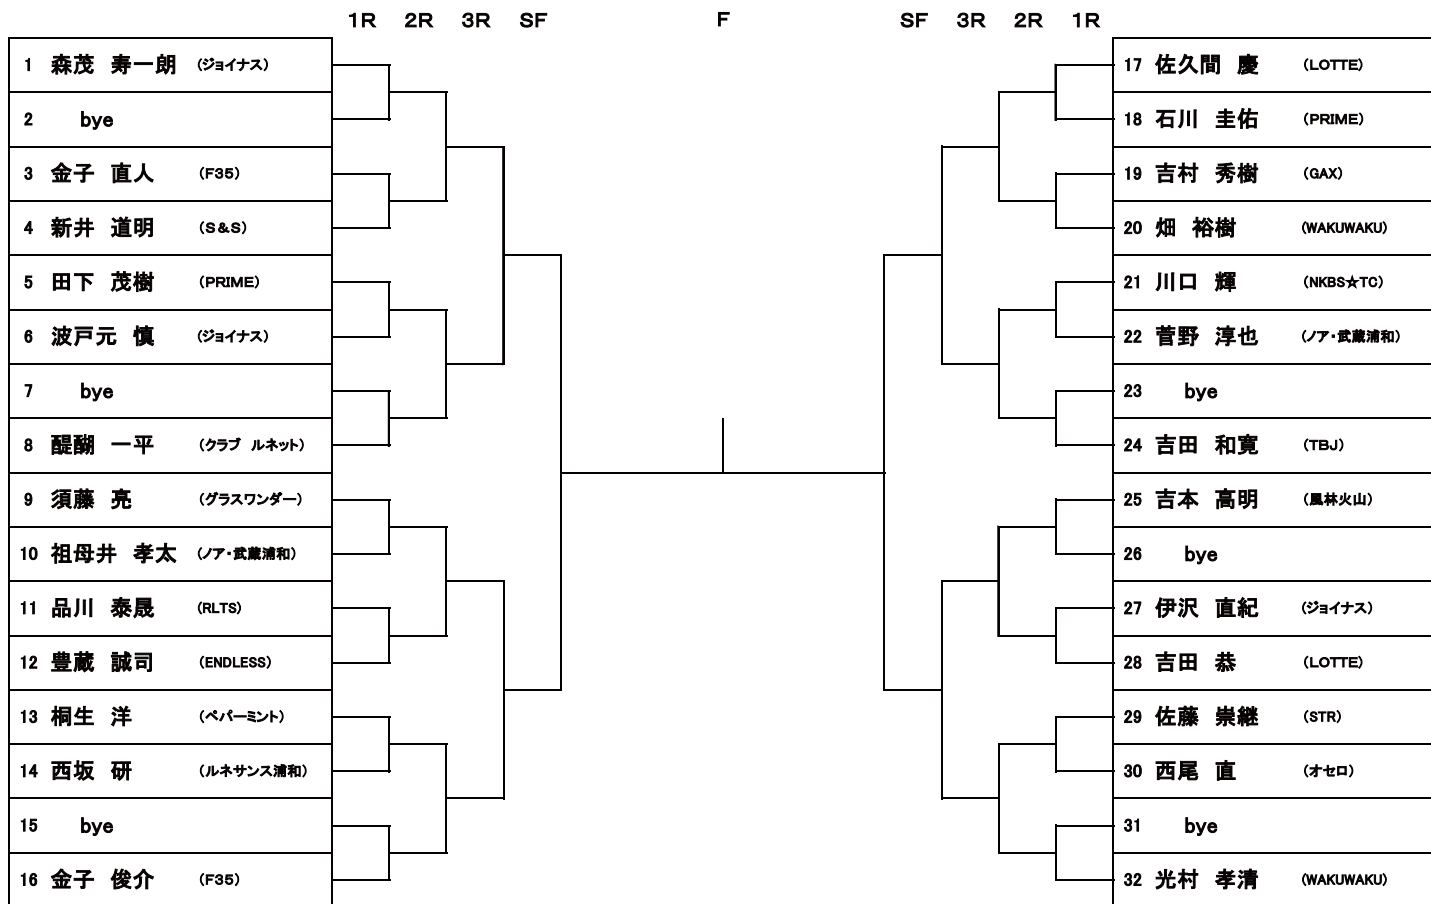 1R 2R 3R SF F SF 3R 2R 1R
1 森茂 寿一朗 (ジョイナス)
2 bye
3 金子 直人 (F35)
4 新井 道明 (S&S)
5 田下 茂樹 (PRIME)
6 波戸元 慎 (ジョイナス)
7 bye
8 醍醐 一平 (クラブ ルネット)
9 須藤 亮 (グラスワンダー)
10 祖母井 孝太 (ノア・武蔵浦和)
11 品川 泰晟 (RLTS)
12 豊蔵 誠司 (ENDLESS)
13 桐生 洋 (ペパーミント)
14 西坂 研 (ルネサンス浦和)
15 bye
16 金子 俊介 (F35)
17 佐久間 慶 (LOTTE)
18 石川 圭佑 (PRIME)
19 吉村 秀樹 (GAX)
20 畑 裕樹 (WAKUWAKU)
21 川口 輝 (NKBS☆TC)
22 菅野 淳也 (ノア・武蔵浦和)
23 bye
24 吉田 和寛 (TBJ)
25 吉本 高明 (風林火山)
26 bye
27 伊沢 直紀 (ジョイナス)
28 吉田 恭 (LOTTE)
29 佐藤 崇継 (STR)
30 西尾 直 (オセロ)
31 bye
32 光村 孝清 (WAKUWAKU)